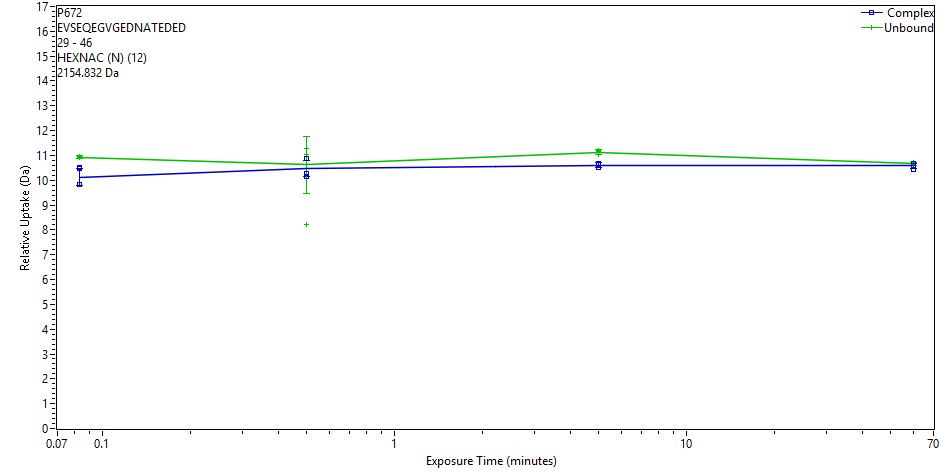 P672
EVSEQEGVGEDNATEDED
29 - 46
HEXNAC (N) (12)
2154.832 Da
Complex
Unbound
Relative Uptake (Da)
17
16
15
14
13
12
11
10
9
8
7
6
5
4
3
2
1
0
0.07 0.1 1 10 70
Exposure Time (minutes)